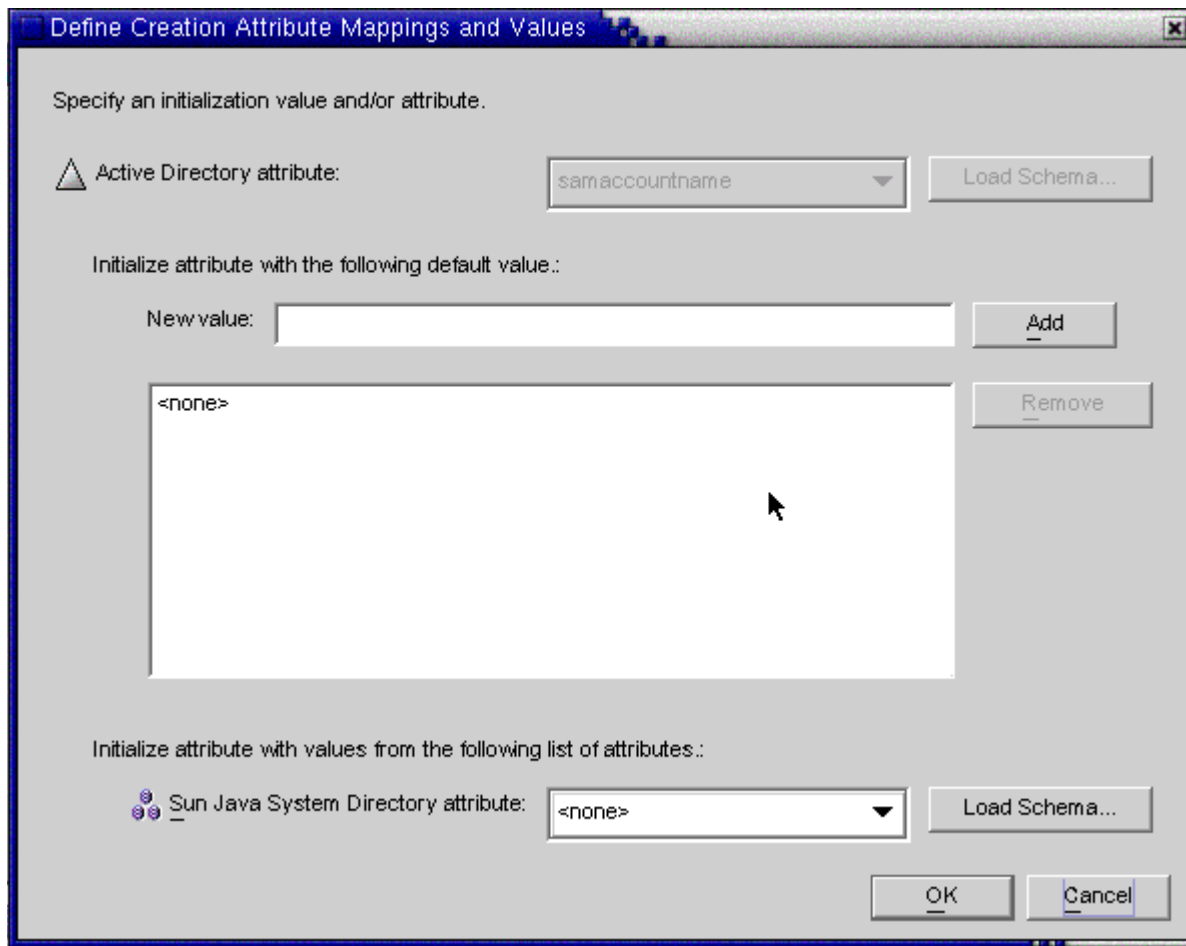 Define Creation Attribute Mappings and Values
Specify an initialization value and/or attribute.
Active Directory attribute:
samaccountname
Load Schema...
Initialize attribute with the following default value.:
New value:
Add
<none>
Remove
Initialize attribute with values from the following list of attributes.:
Sun Java System Directory attribute:
<none>
Load Schema...
OK
Cancel